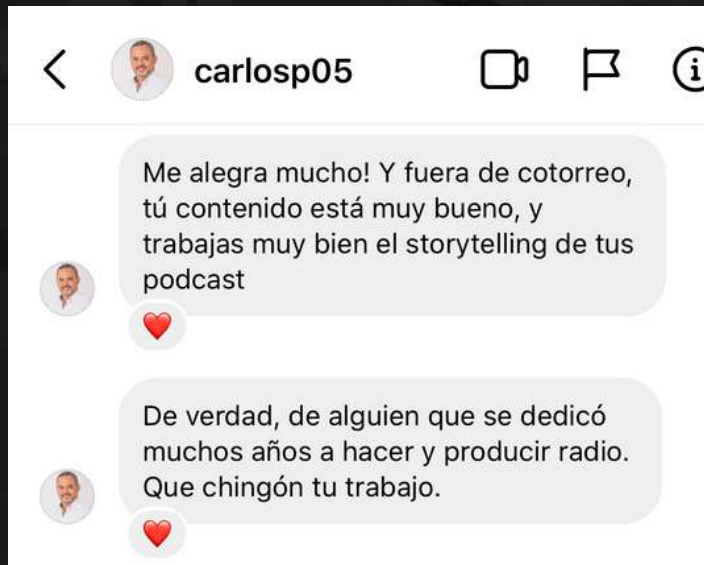 carlosp05
Me alegra mucho! Y fuera de cotorreo,
tú contenido está muy bueno, y
trabajas muy bien el storytelling de tus
podcast
De verdad, de alguien que se dedicó
muchos años a hacer y producir radio.
Que chingón tu trabajo.